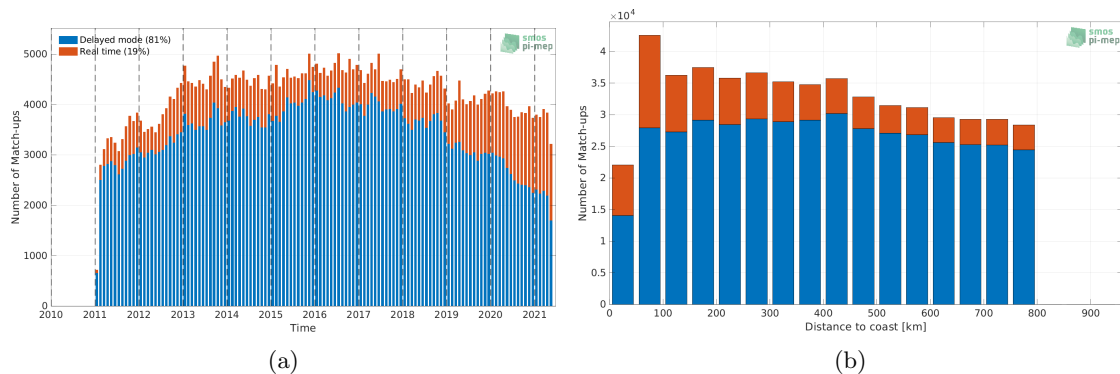 Delayed mode (81%)
Real time (19%)
smos
pi-mep
5000
4000
3000
2000
1000
0
Number of Match-ups
2010 2011 2012 2013 2014 2015 2016 2017 2018 2019 2020 2021
Time
(a)
×10⁴
smos
pi-mep
4
3.5
3
2.5
2
1.5
1
0.5
0
Number of Match-ups
0 100 200 300 400 500 600 700 800 900
Distance to coast [km]
(b)